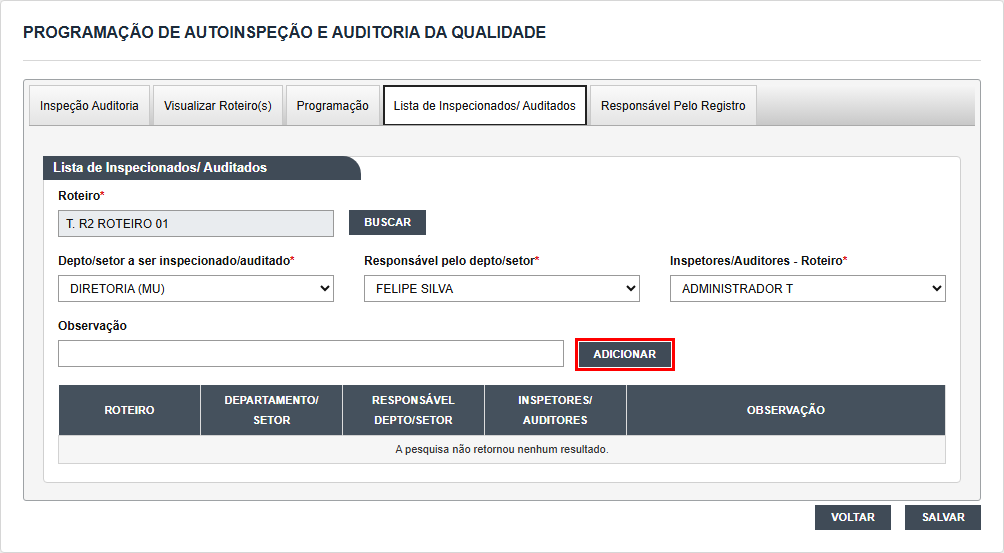 PROGRAMAÇÃO DE AUTOINSPEÇÃO E AUDITORIA DA QUALIDADE
Inspeção Auditoria
Visualizar Roteiro(s)
Programação
Lista de Inspecionados/ Auditados
Responsável Pelo Registro
Lista de Inspecionados/ Auditados
Roteiro*
T. R2 ROTEIRO 01
BUSCAR
Depto/setor a ser inspecionado/auditado*
Responsável pelo depto/setor*
Inspetores/Auditores - Roteiro*
DIRETORIA (MU)
FELIPE SILVA
ADMINISTRADOR T
Observação
ADICIONAR
ROTEIRO
DEPARTAMENTO/
SETOR
RESPONSÁVEL
DEPTO/SETOR
INSPETORES/
AUDITORES
OBSERVAÇÃO
A pesquisa não retornou nenhum resultado.
VOLTAR
SALVAR